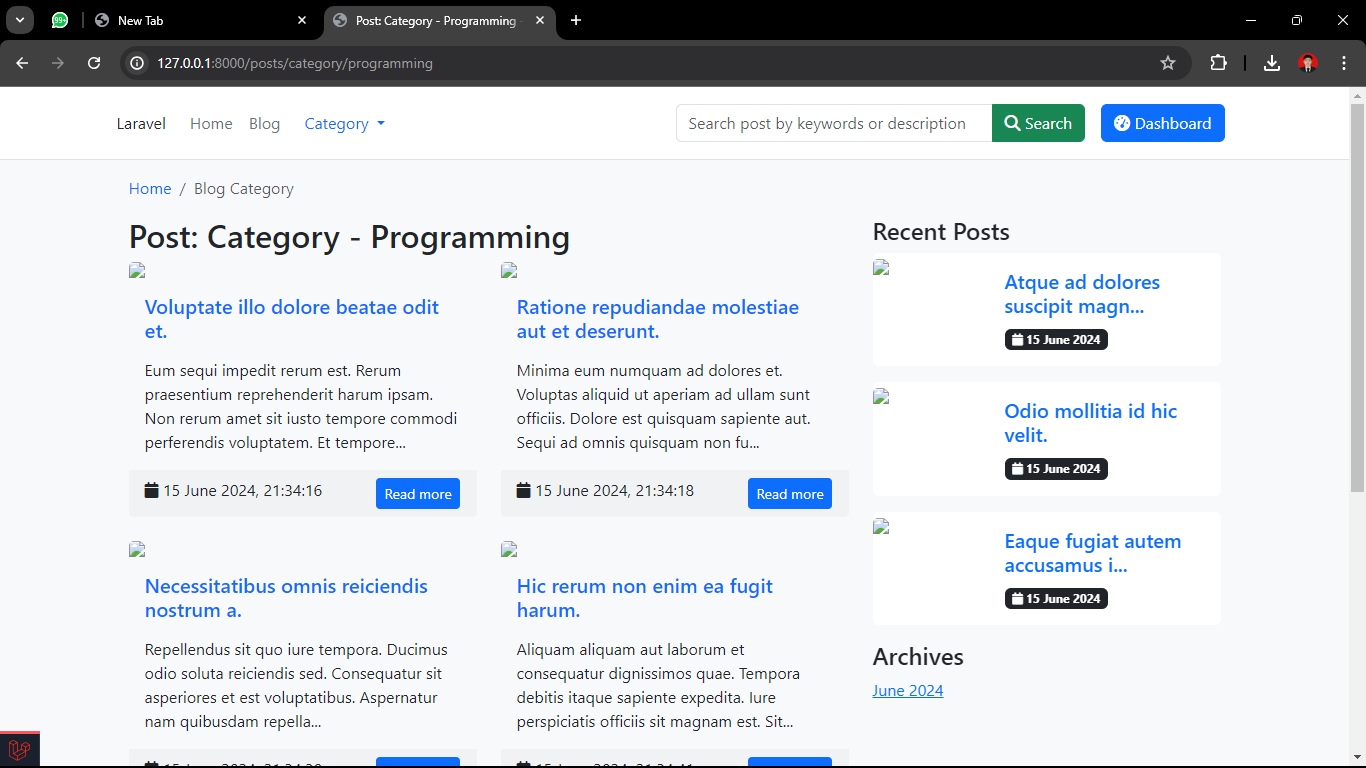 99+
New Tab
Post: Category - Programming -
127.0.0.1:8000/posts/category/programming
Laravel
Home
Blog
Category
Search post by keywords or description
Search
Dashboard
Home / Blog Category
Post: Category - Programming
Voluptate illo dolore beatae odit
et.
Eum sequi impedit rerum est. Rerum
praesentium reprehenderit harum ipsam.
Non rerum amet sit iusto tempore commodi
perferendis voluptatem. Et tempore...
15 June 2024, 21:34:16
Read more
Ratione repudiandae molestiae
aut et deserunt.
Minima eum numquam ad dolores et.
Voluptas aliquid ut aperiam ad ullam sunt
officiis. Dolore est quisquam sapiente aut.
Sequi ad omnis quisquam non fu...
15 June 2024, 21:34:18
Read more
Necessitatibus omnis reiciendis
nostrum a.
Repellendus sit quo iure tempora. Ducimus
odio soluta reiciendis sed. Consequatur sit
asperiores et est voluptatibus. Aspernatur
nam quibusdam repella...
Hic rerum non enim ea fugit
harum.
Aliquam aliquam aut laborum et
consequatur dignissimos quae. Tempora
debitis itaque sapiente expedita. Iure
perspiciatis officiis sit magnam est. Sit...
Recent Posts
Atque ad dolores
suscipit magn...
15 June 2024
Odio mollitia id hic
velit.
15 June 2024
Eaque fugiat autem
accusamus i...
15 June 2024
Archives
June 2024